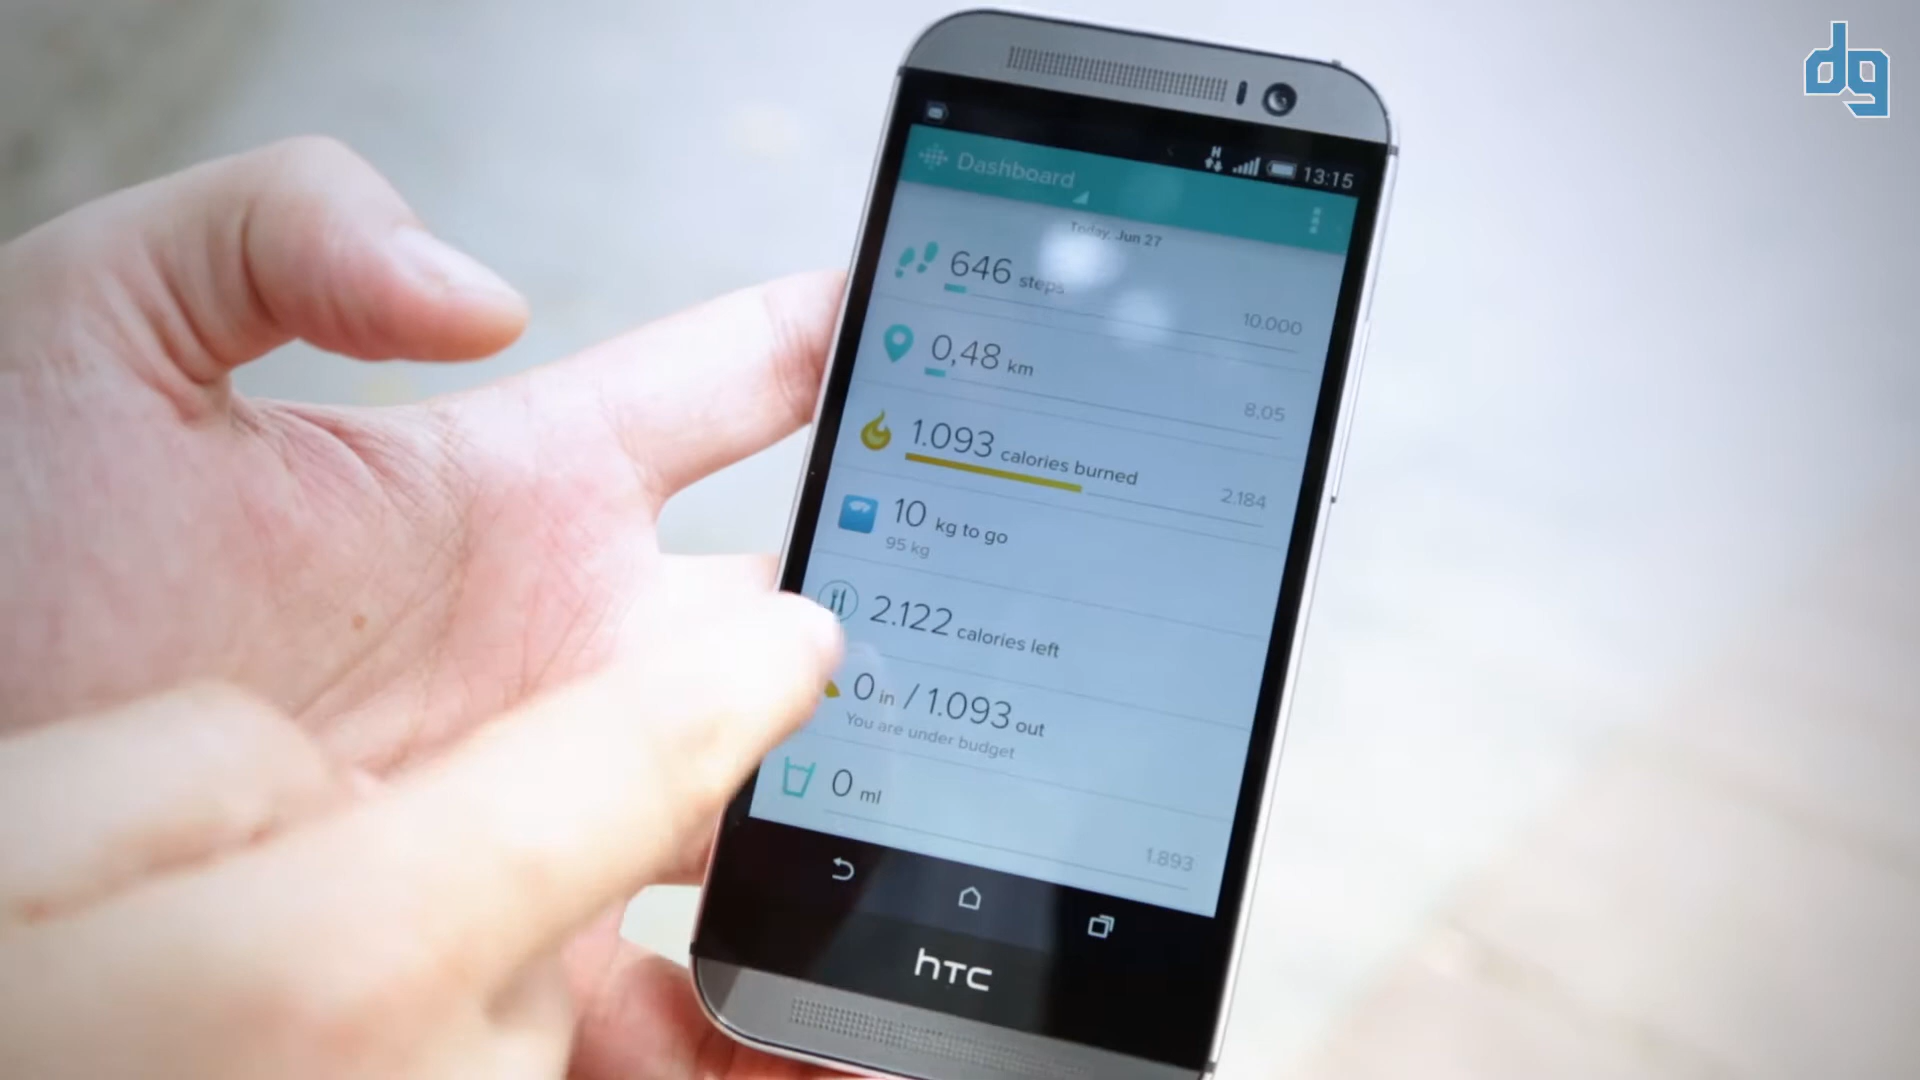 dg
13:15
Dashboard
Today, Jun 27
646 steps
10.000
0,48 km
8,05
1.093 calories burned
2.184
10 kg to go
95 kg
2.122 calories left
0 in / 1.093 out
You are under budget
0 ml
1.893
hTC